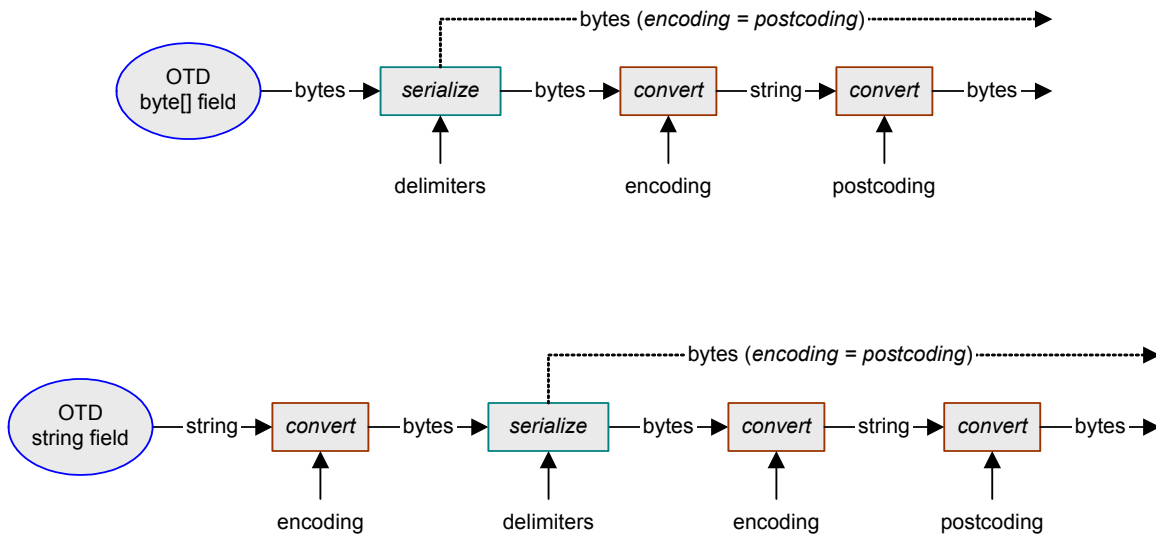 bytes (encoding = postcoding)
OTD
byte[] field
bytes
serialize
bytes
convert
string
convert
bytes
delimiters
encoding
postcoding
bytes (encoding = postcoding)
OTD
string field
string
convert
bytes
serialize
bytes
convert
string
convert
bytes
encoding
delimiters
encoding
postcoding